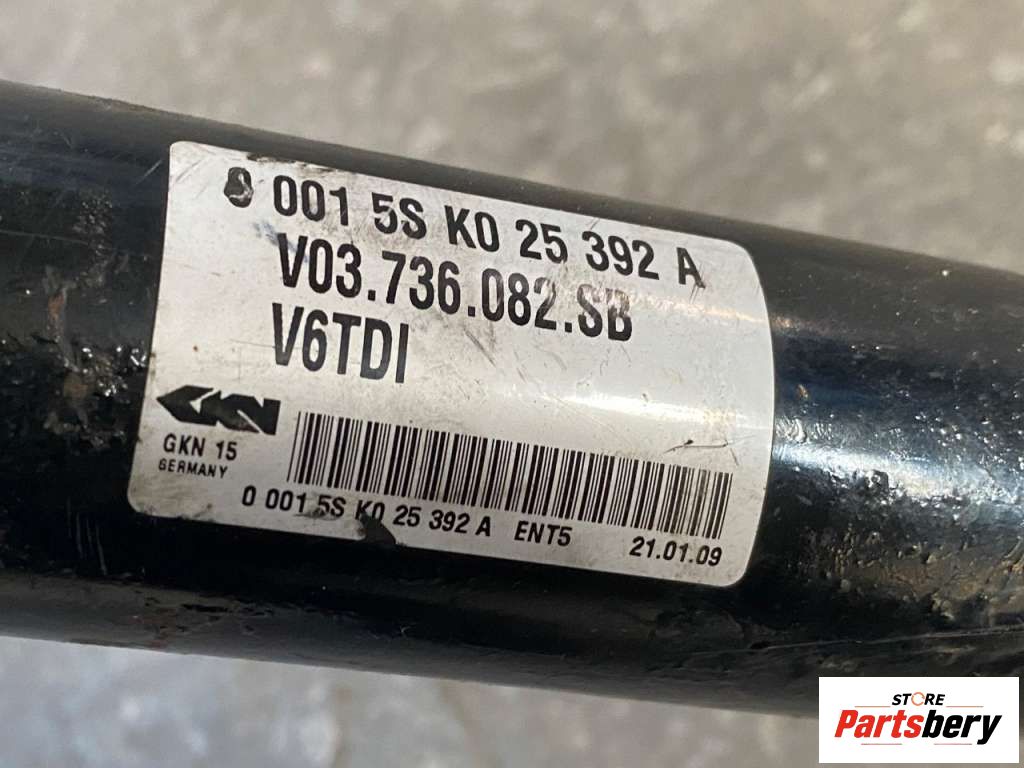 0 001 5S K0 25 392 A
V03.736.082.SB
V6TDI
GKN
GKN 15
GERMANY
0 001 5S K0 25 392 A ENT5 21.01.09
STORE
Partsbery